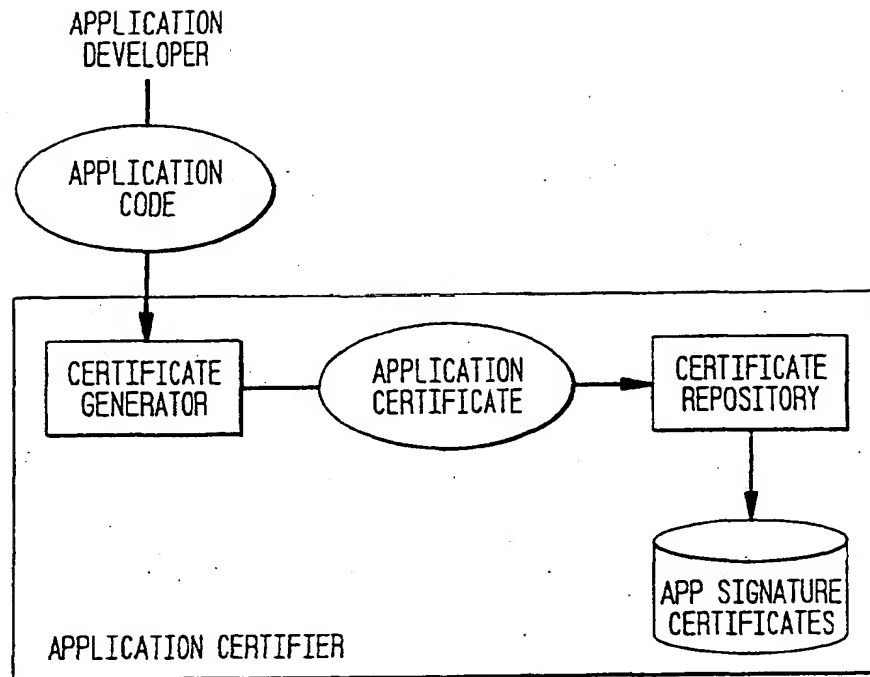 APPLICATION
DEVELOPER
APPLICATION
CODE
CERTIFICATE
GENERATOR
APPLICATION
CERTIFICATE
CERTIFICATE
REPOSITORY
APP SIGNATURE
CERTIFICATES
APPLICATION CERTIFIER